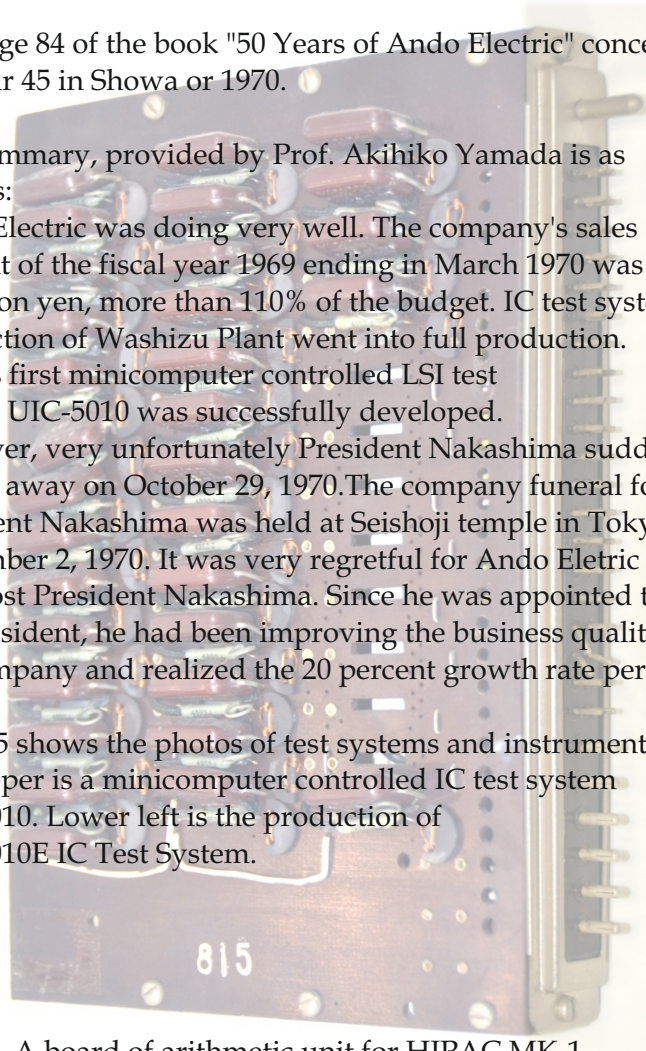 ge 84 of the book "50 Years of Ando Electric" conce
r 45 in Showa or 1970.
mmary, provided by Prof. Akihiko Yamada is as
s:
Electric was doing very well. The company's sales
t of the fiscal year 1969 ending in March 1970 was
on yen, more than 110% of the budget. IC test syste
ction of Washizu Plant went into full production.
s first minicomputer controlled LSI test
UIC-5010 was successfully developed.
ver, very unfortunately President Nakashima sudd
away on October 29, 1970.The company funeral fo
ent Nakashima was held at Seishoji temple in Toky
mber 2, 1970. It was very regretful for Ando Eletric
ost President Nakashima. Since he was appointed t
sident, he had been improving the business qualit
mpany and realized the 20 percent growth rate per
5 shows the photos of test systems and instrument
per is a minicomputer controlled IC test system
010. Lower left is the production of
010E IC Test System.
815
A board of arithmetic unit for HIPAC MK-1